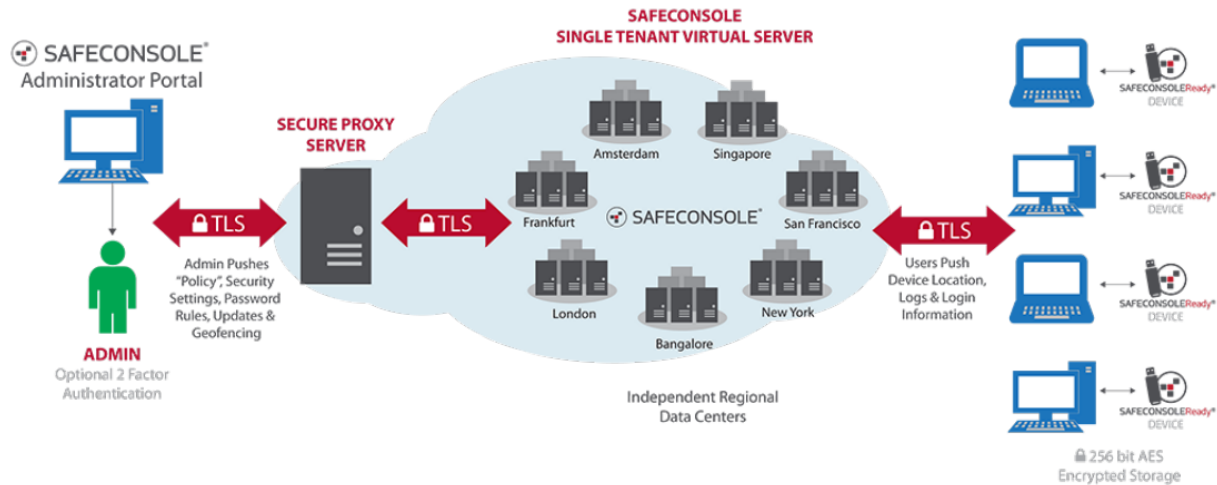 SAFECONSOLE®
Administrator Portal
ADMIN
Optional 2 Factor
Authentication
TLS
Admin Pushes
"Policy", Security
Settings, Password
Rules, Updates &
Geofencing
SECURE PROXY
SERVER
TLS
SAFECONSOLE
SINGLE TENANT VIRTUAL SERVER
Amsterdam
Singapore
Frankfurt
SAFECONSOLE®
San Francisco
London
New York
Bangalore
Independent Regional
Data Centers
TLS
Users Push
Device Location,
Logs & Login
Information
SAFECONSOLEReady®
DEVICE
SAFECONSOLEReady®
DEVICE
SAFECONSOLEReady®
DEVICE
SAFECONSOLEReady®
DEVICE
256 bit AES
Encrypted Storage